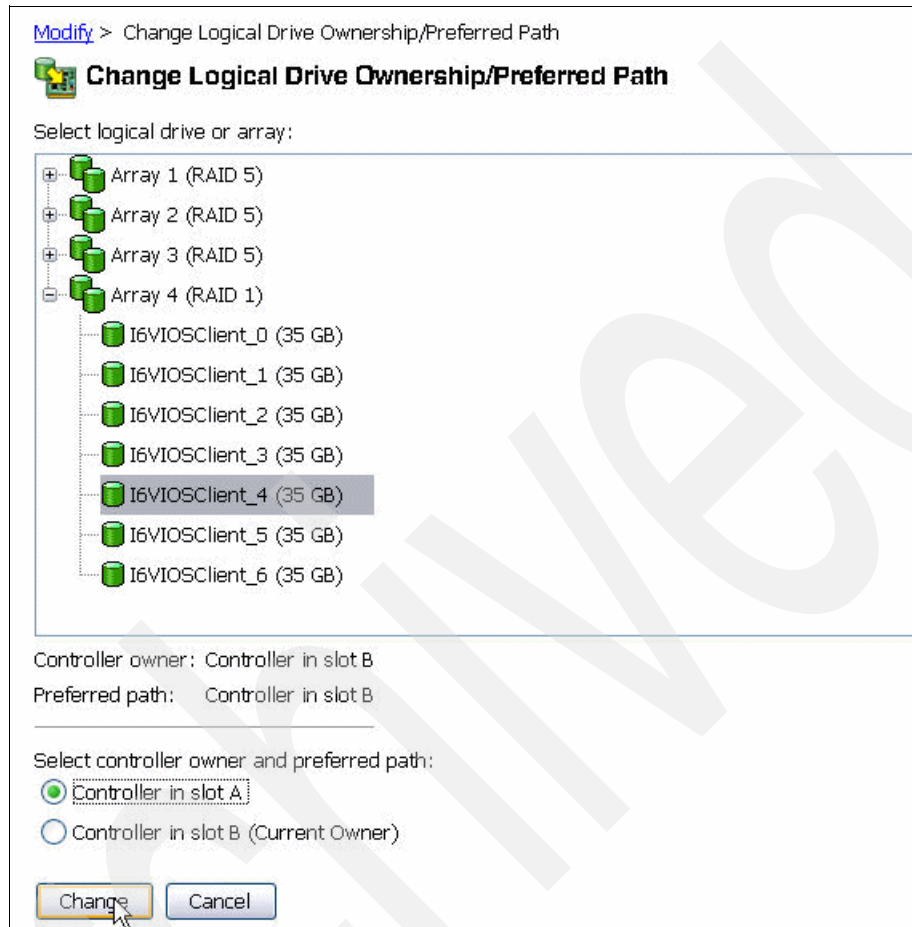 Modify > Change Logical Drive Ownership/Preferred Path
Change Logical Drive Ownership/Preferred Path
Select logical drive or array:
Array 1 (RAID 5)
Array 2 (RAID 5)
Array 3 (RAID 5)
Array 4 (RAID 1)
I6VIOSClient_0 (35 GB)
I6VIOSClient_1 (35 GB)
I6VIOSClient_2 (35 GB)
I6VIOSClient_3 (35 GB)
I6VIOSClient_4 (35 GB)
I6VIOSClient_5 (35 GB)
I6VIOSClient_6 (35 GB)
Controller owner: Controller in slot B
Preferred path: Controller in slot B
Select controller owner and preferred path:
Controller in slot A
Controller in slot B (Current Owner)
Change Cancel